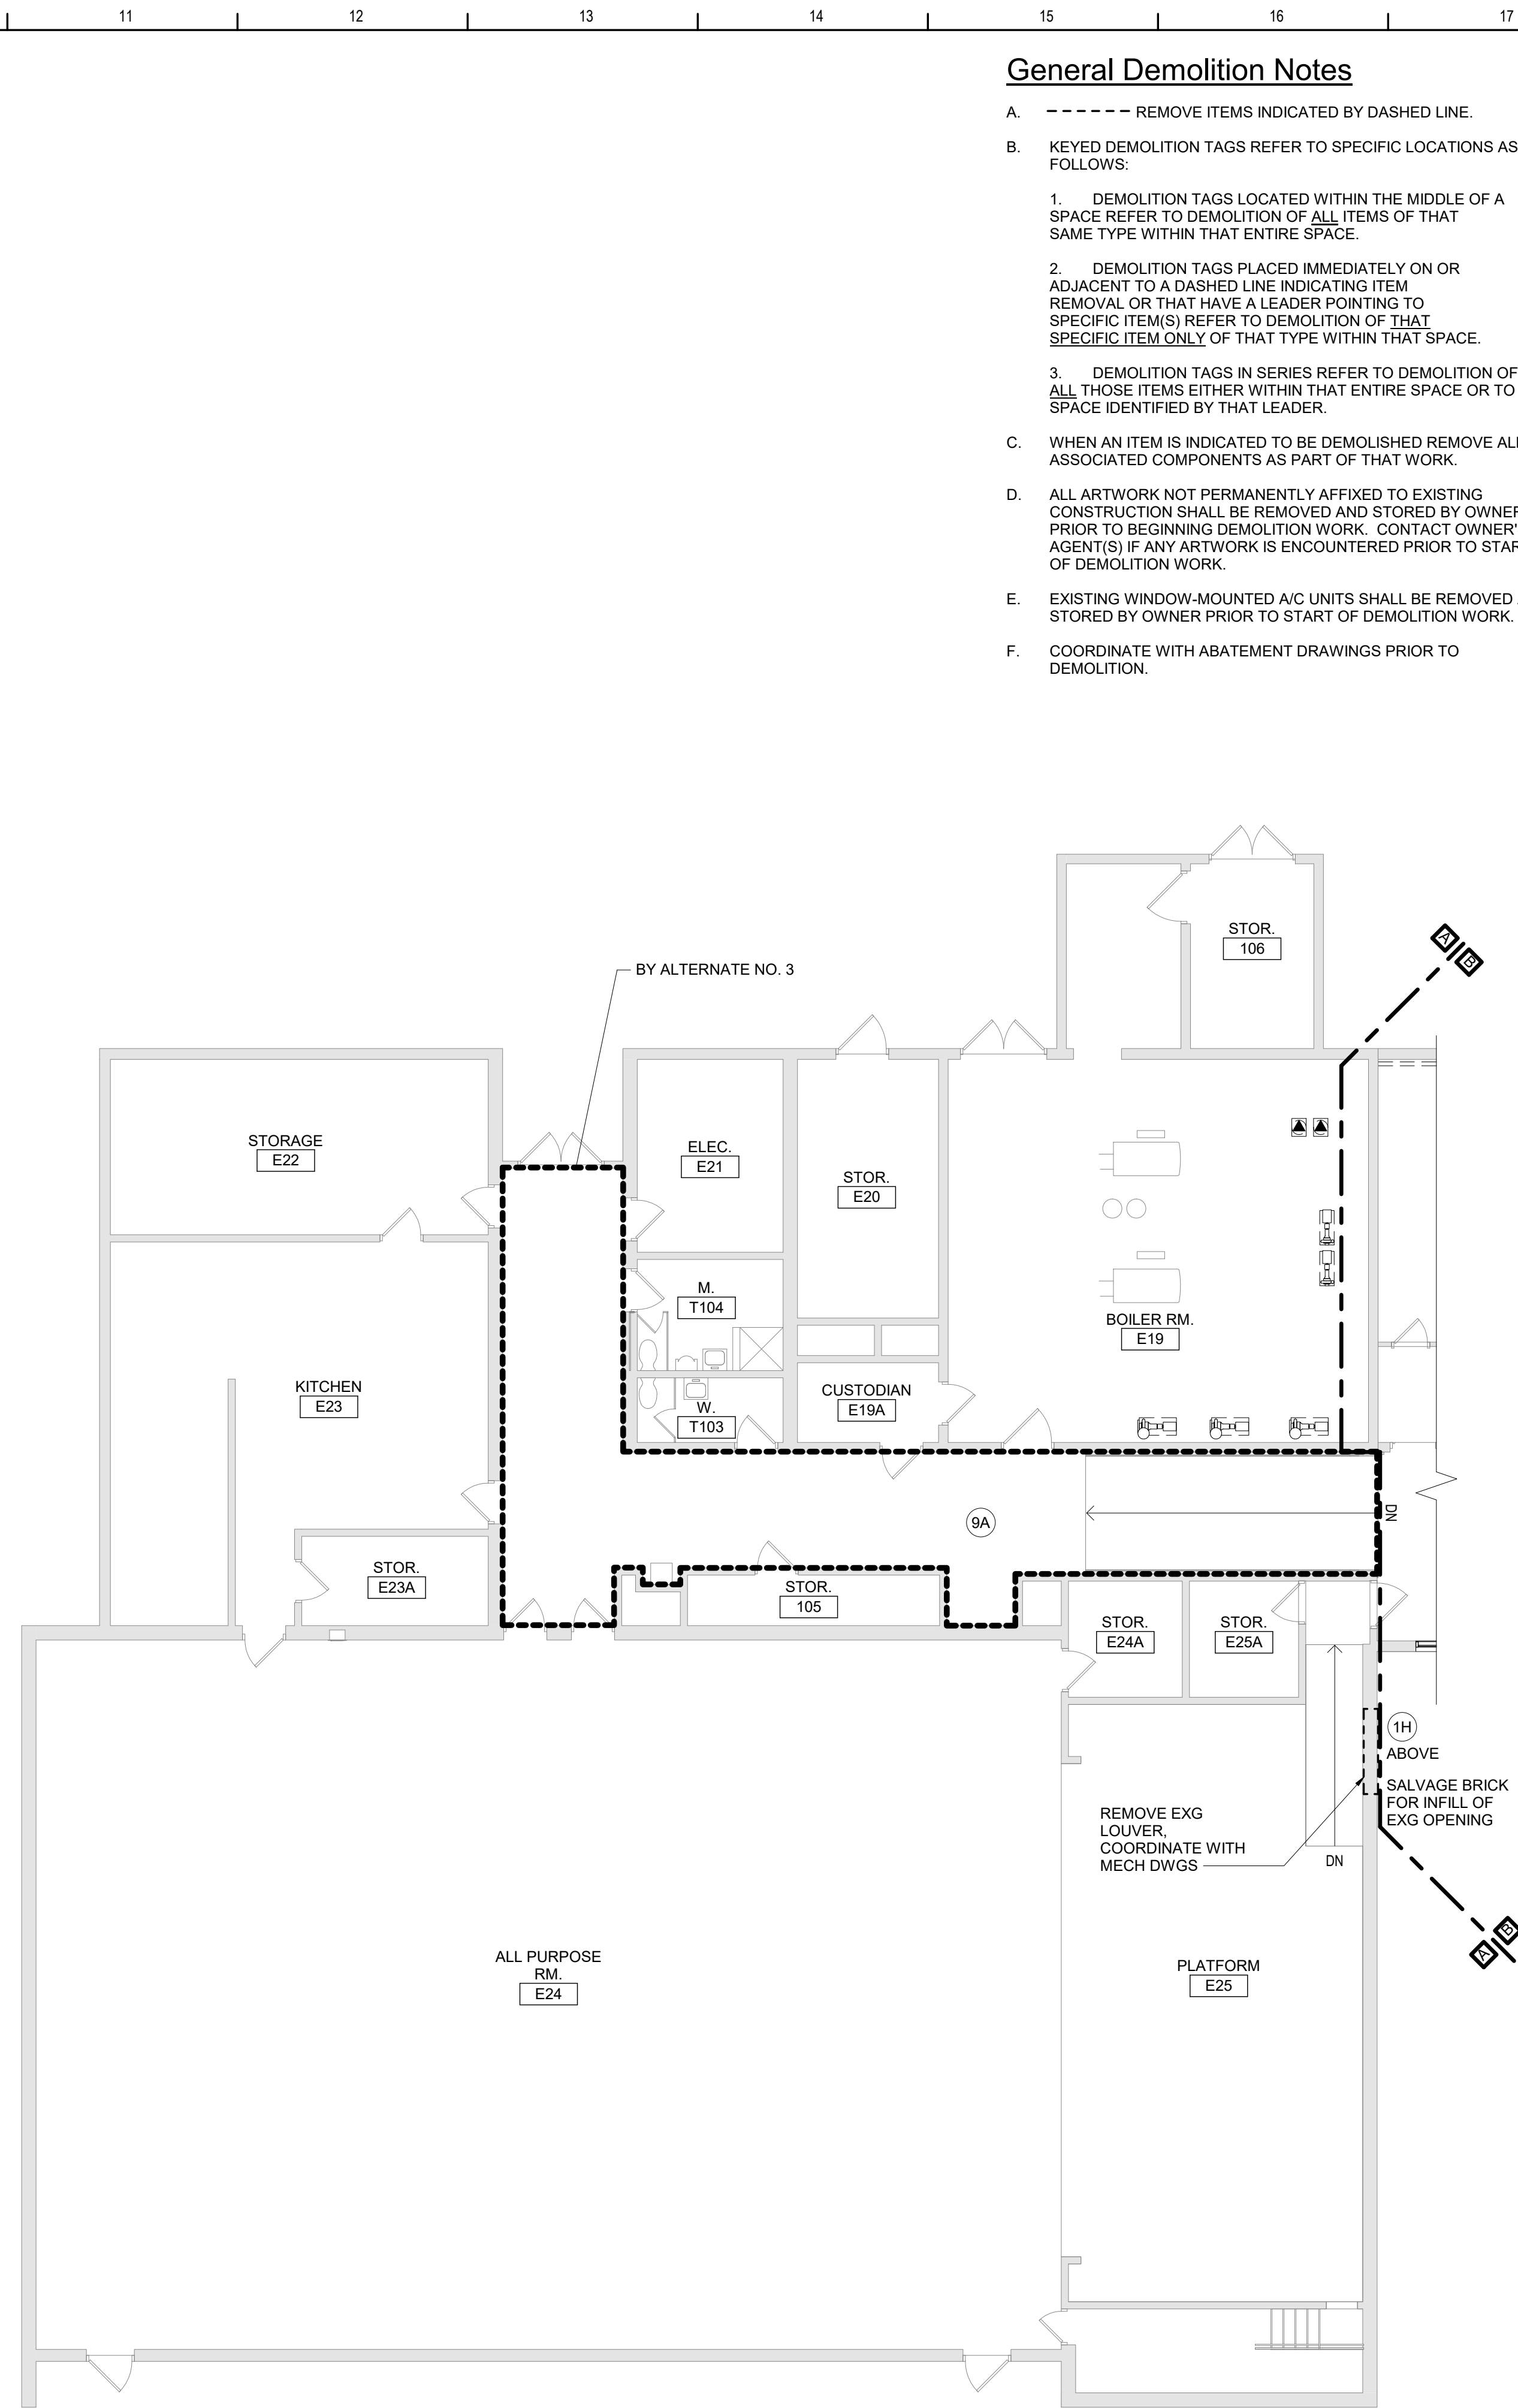 11 12 13 14 15 16 17
General Demolition Notes
A. REMOVE ITEMS INDICATED BY DASHED LINE.
B. KEYED DEMOLITION TAGS REFER TO SPECIFIC LOCATIONS AS
FOLLOWS:
1. DEMOLITION TAGS LOCATED WITHIN THE MIDDLE OF A
SPACE REFER TO DEMOLITION OF ALL ITEMS OF THAT
SAME TYPE WITHIN THAT ENTIRE SPACE.
2. DEMOLITION TAGS PLACED IMMEDIATELY ON OR
ADJACENT TO A DASHED LINE INDICATING ITEM
REMOVAL OR THAT HAVE A LEADER POINTING TO
SPECIFIC ITEM(S) REFER TO DEMOLITION OF THAT
SPECIFIC ITEM ONLY OF THAT TYPE WITHIN THAT SPACE.
3. DEMOLITION TAGS IN SERIES REFER TO DEMOLITION OF
ALL THOSE ITEMS EITHER WITHIN THAT ENTIRE SPACE OR TO
SPACE IDENTIFIED BY THAT LEADER.
C. WHEN AN ITEM IS INDICATED TO BE DEMOLISHED REMOVE ALL
ASSOCIATED COMPONENTS AS PART OF THAT WORK.
D. ALL ARTWORK NOT PERMANENTLY AFFIXED TO EXISTING
CONSTRUCTION SHALL BE REMOVED AND STORED BY OWNER
PRIOR TO BEGINNING DEMOLITION WORK. CONTACT OWNER'
AGENT(S) IF ANY ARTWORK IS ENCOUNTERED PRIOR TO STAR
OF DEMOLITION WORK.
E. EXISTING WINDOW-MOUNTED A/C UNITS SHALL BE REMOVED
STORED BY OWNER PRIOR TO START OF DEMOLITION WORK.
F. COORDINATE WITH ABATEMENT DRAWINGS PRIOR TO
DEMOLITION.
STOR.
106
A
B
BY ALTERNATE NO. 3
STORAGE
E22
ELEC.
E21
STOR.
E20
M.
T104
BOILER RM.
E19
KITCHEN
E23
CUSTODIAN
E19A
W.
T103
9A
DN
STOR.
E23A
STOR.
105
STOR.
E24A
STOR.
E25A
1H
ABOVE
SALVAGE BRICK
FOR INFILL OF
EXG OPENING
REMOVE EXG
LOUVER,
COORDINATE WITH
MECH DWGS
DN
A
B
ALL PURPOSE
RM.
E24
PLATFORM
E25